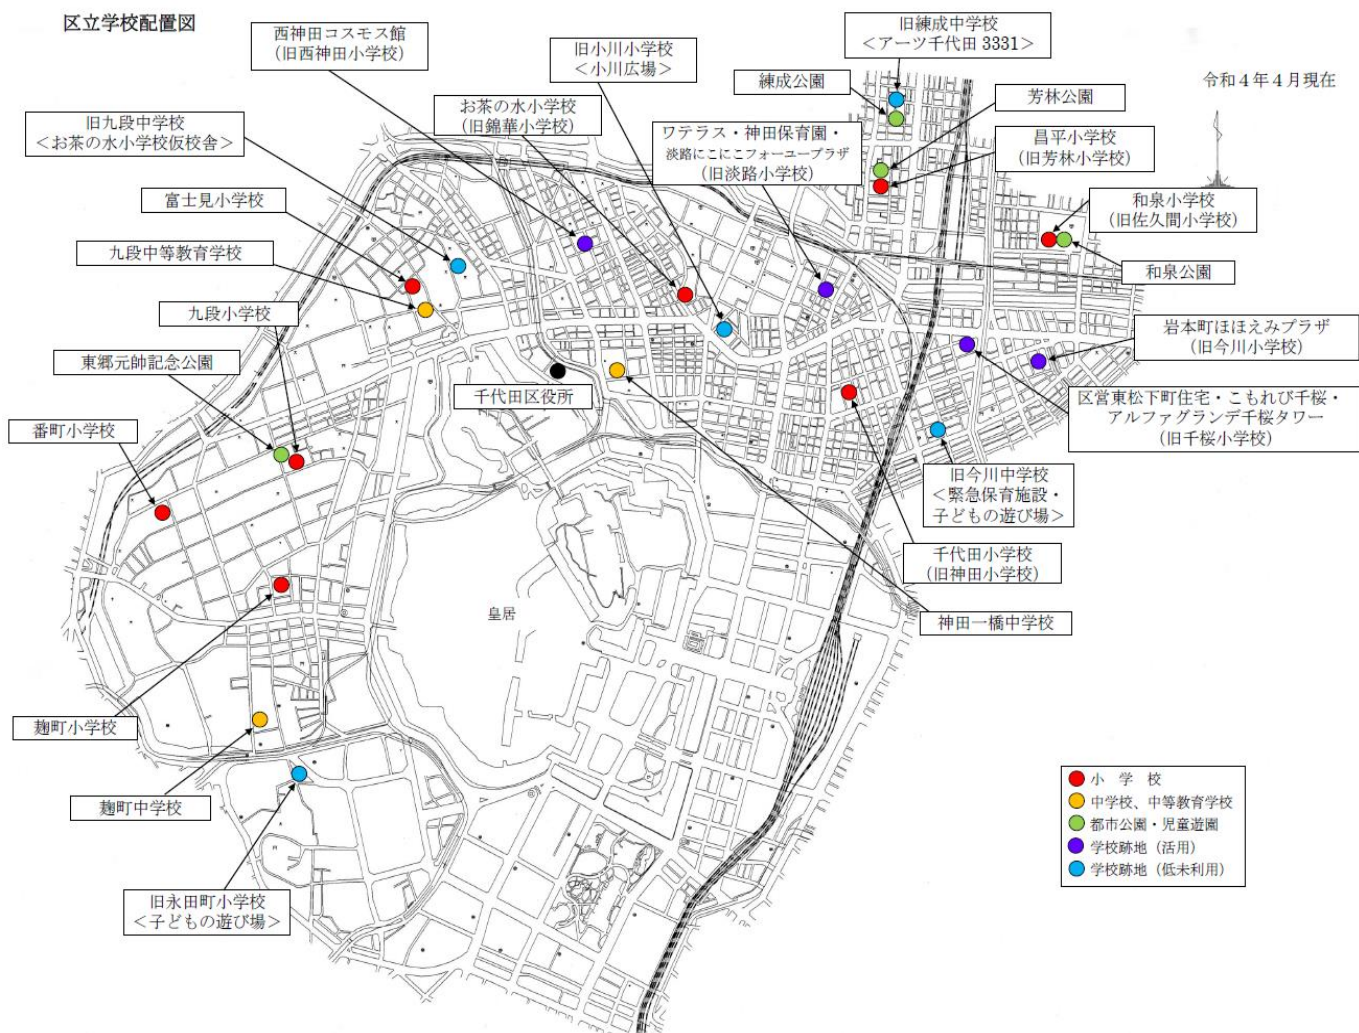 区立学校配置図
令和４年４月現在
西神田コスモス館
（旧西神田小学校）
旧小川小学校
＜小川広場＞
旧練成中学校
＜アーツ千代田 3331＞
練成公園
芳林公園
お茶の水小学校
（旧錦華小学校）
ワテラス・神田保育園・
淡路にこにこフォーユープラザ
（旧淡路小学校）
昌平小学校
（旧芳林小学校）
旧九段中学校
＜お茶の水小学校仮校舎＞
富士見小学校
和泉小学校
（旧佐久間小学校）
九段中等教育学校
和泉公園
九段小学校
岩本町ほほえみプラザ
（旧今川小学校）
東郷元帥記念公園
千代田区役所
区営東松下町住宅・こもれび千桜・
アルファグランデ千桜タワー
（旧千桜小学校）
番町小学校
旧今川中学校
＜緊急保育施設・
子どもの遊び場＞
千代田小学校
（旧神田小学校）
皇居
神田一橋中学校
麹町小学校
麹町中学校
旧永田町小学校
＜子どもの遊び場＞
小　学　校
中学校、中等教育学校
都市公園・児童遊園
学校跡地（活用）
学校跡地（低未利用）